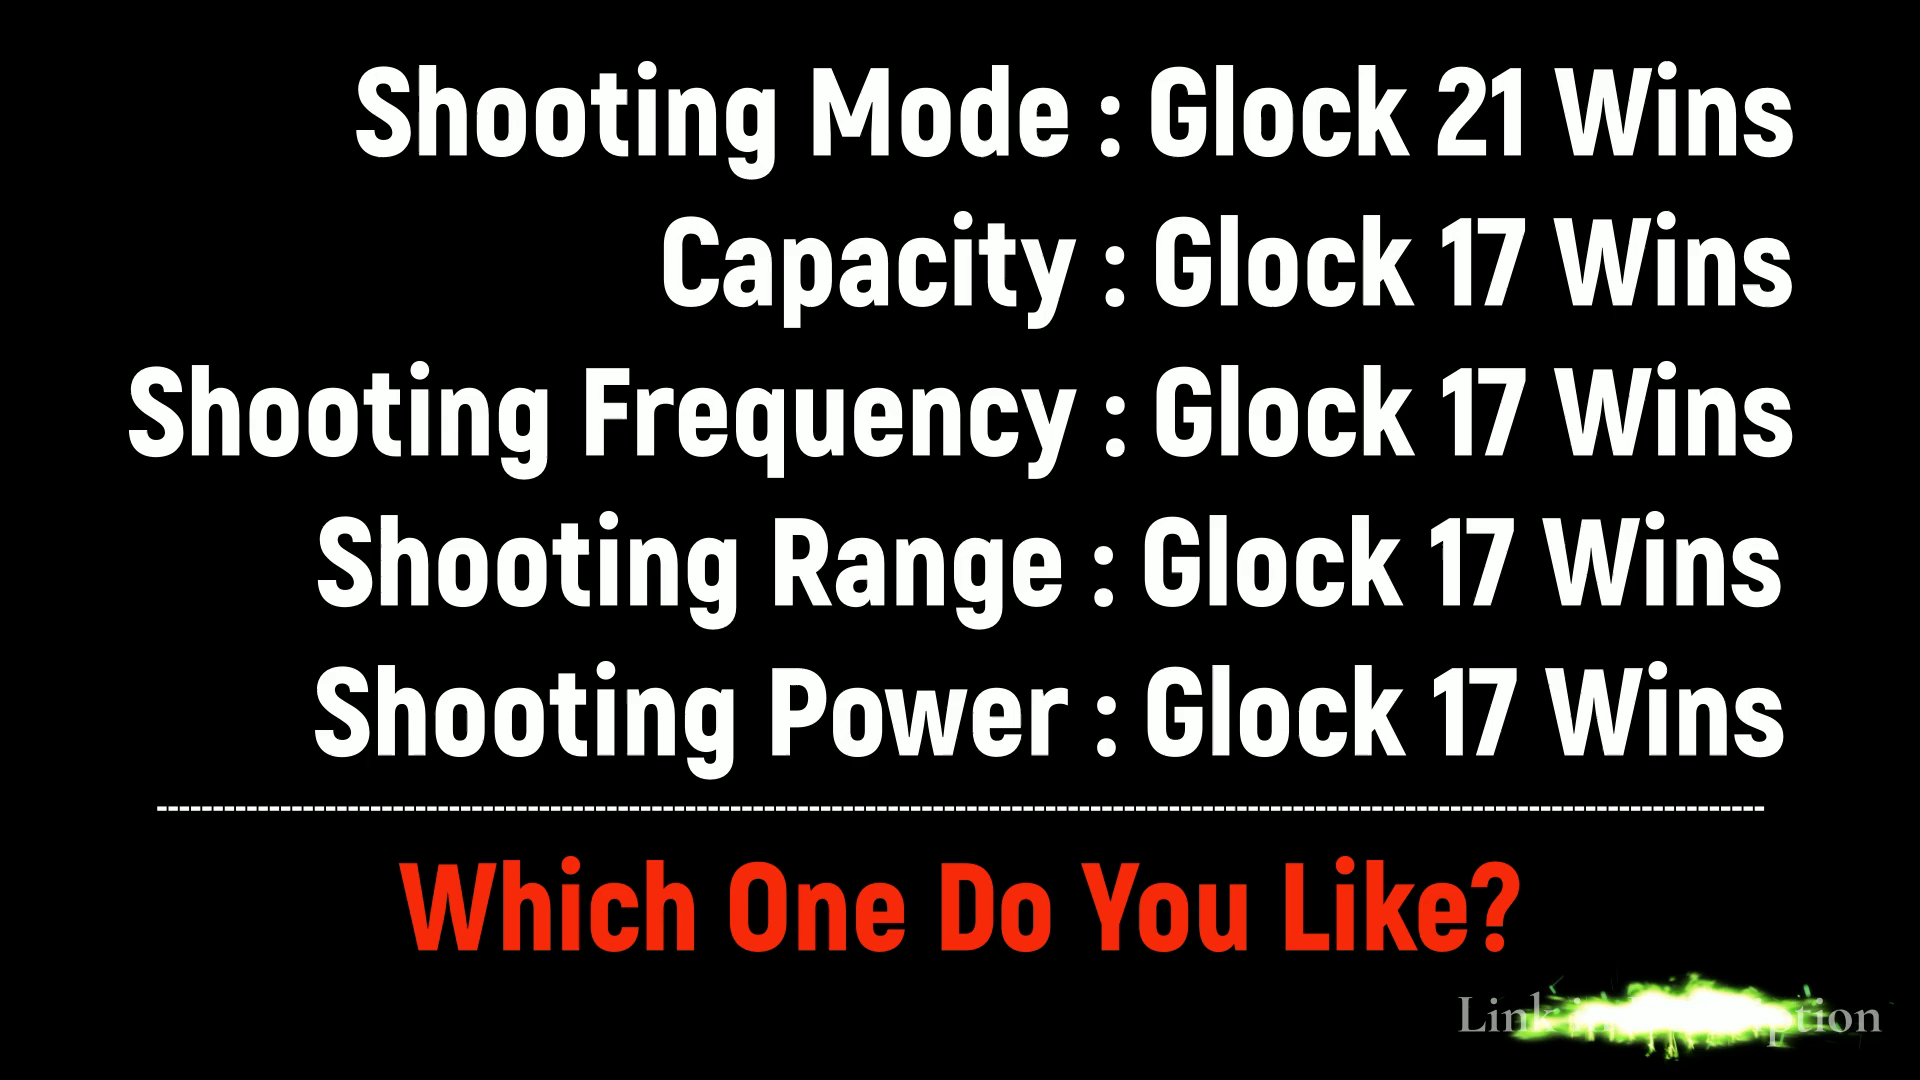 Shooting Mode : Glock 21 Wins
Capacity : Glock 17 Wins
Shooting Frequency : Glock 17 Wins
Shooting Range : Glock 17 Wins
Shooting Power : Glock 17 Wins
Which One Do You Like?
Link